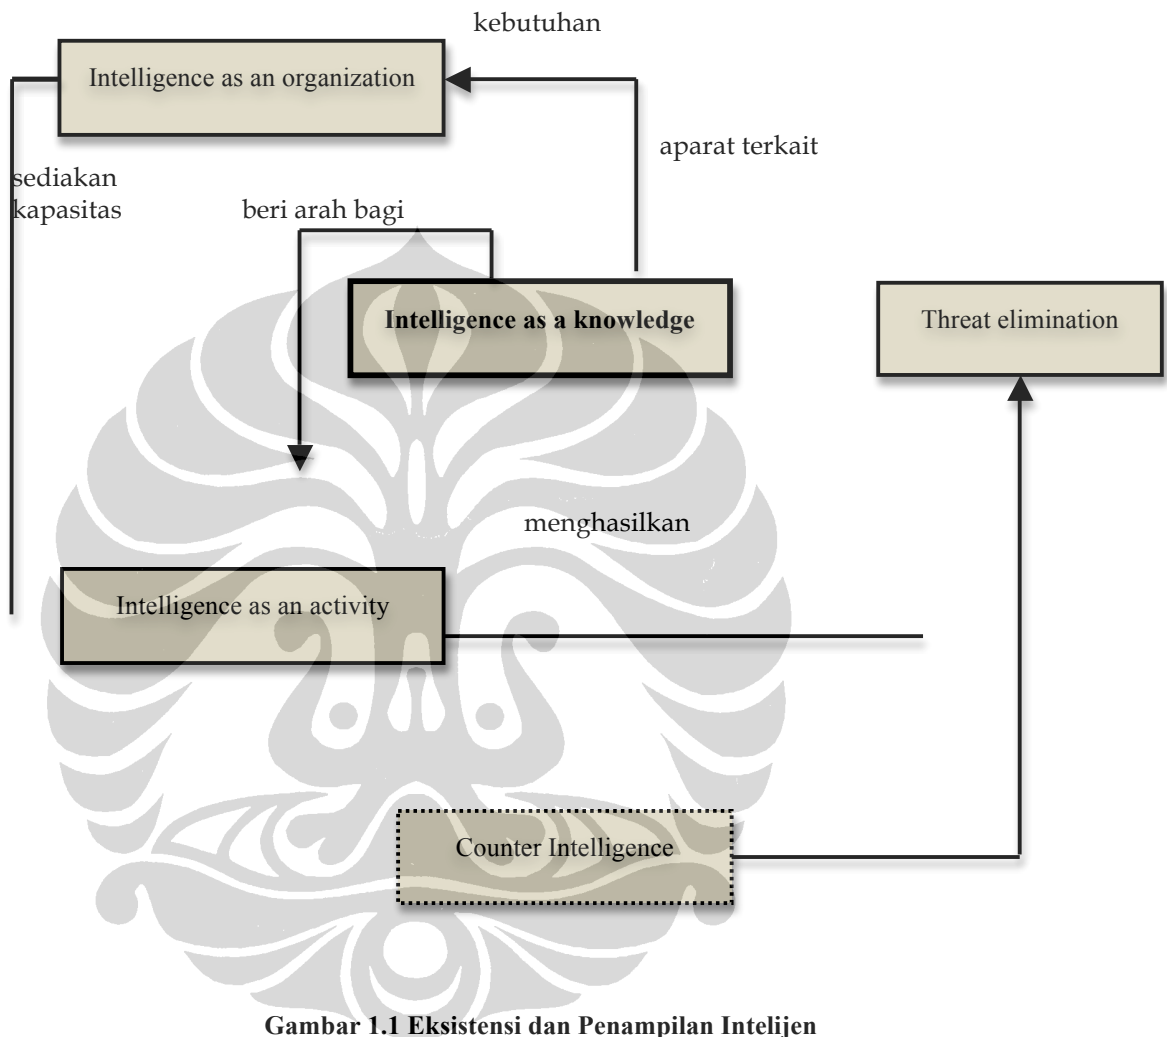 kebutuhan
Intelligence as an organization
aparat terkait
sediakan
kapasitas
beri arah bagi
Intelligence as a knowledge
Threat elimination
menghasilkan
Intelligence as an activity
Counter Intelligence
Gambar 1.1 Eksistensi dan Penampilan Intelijen